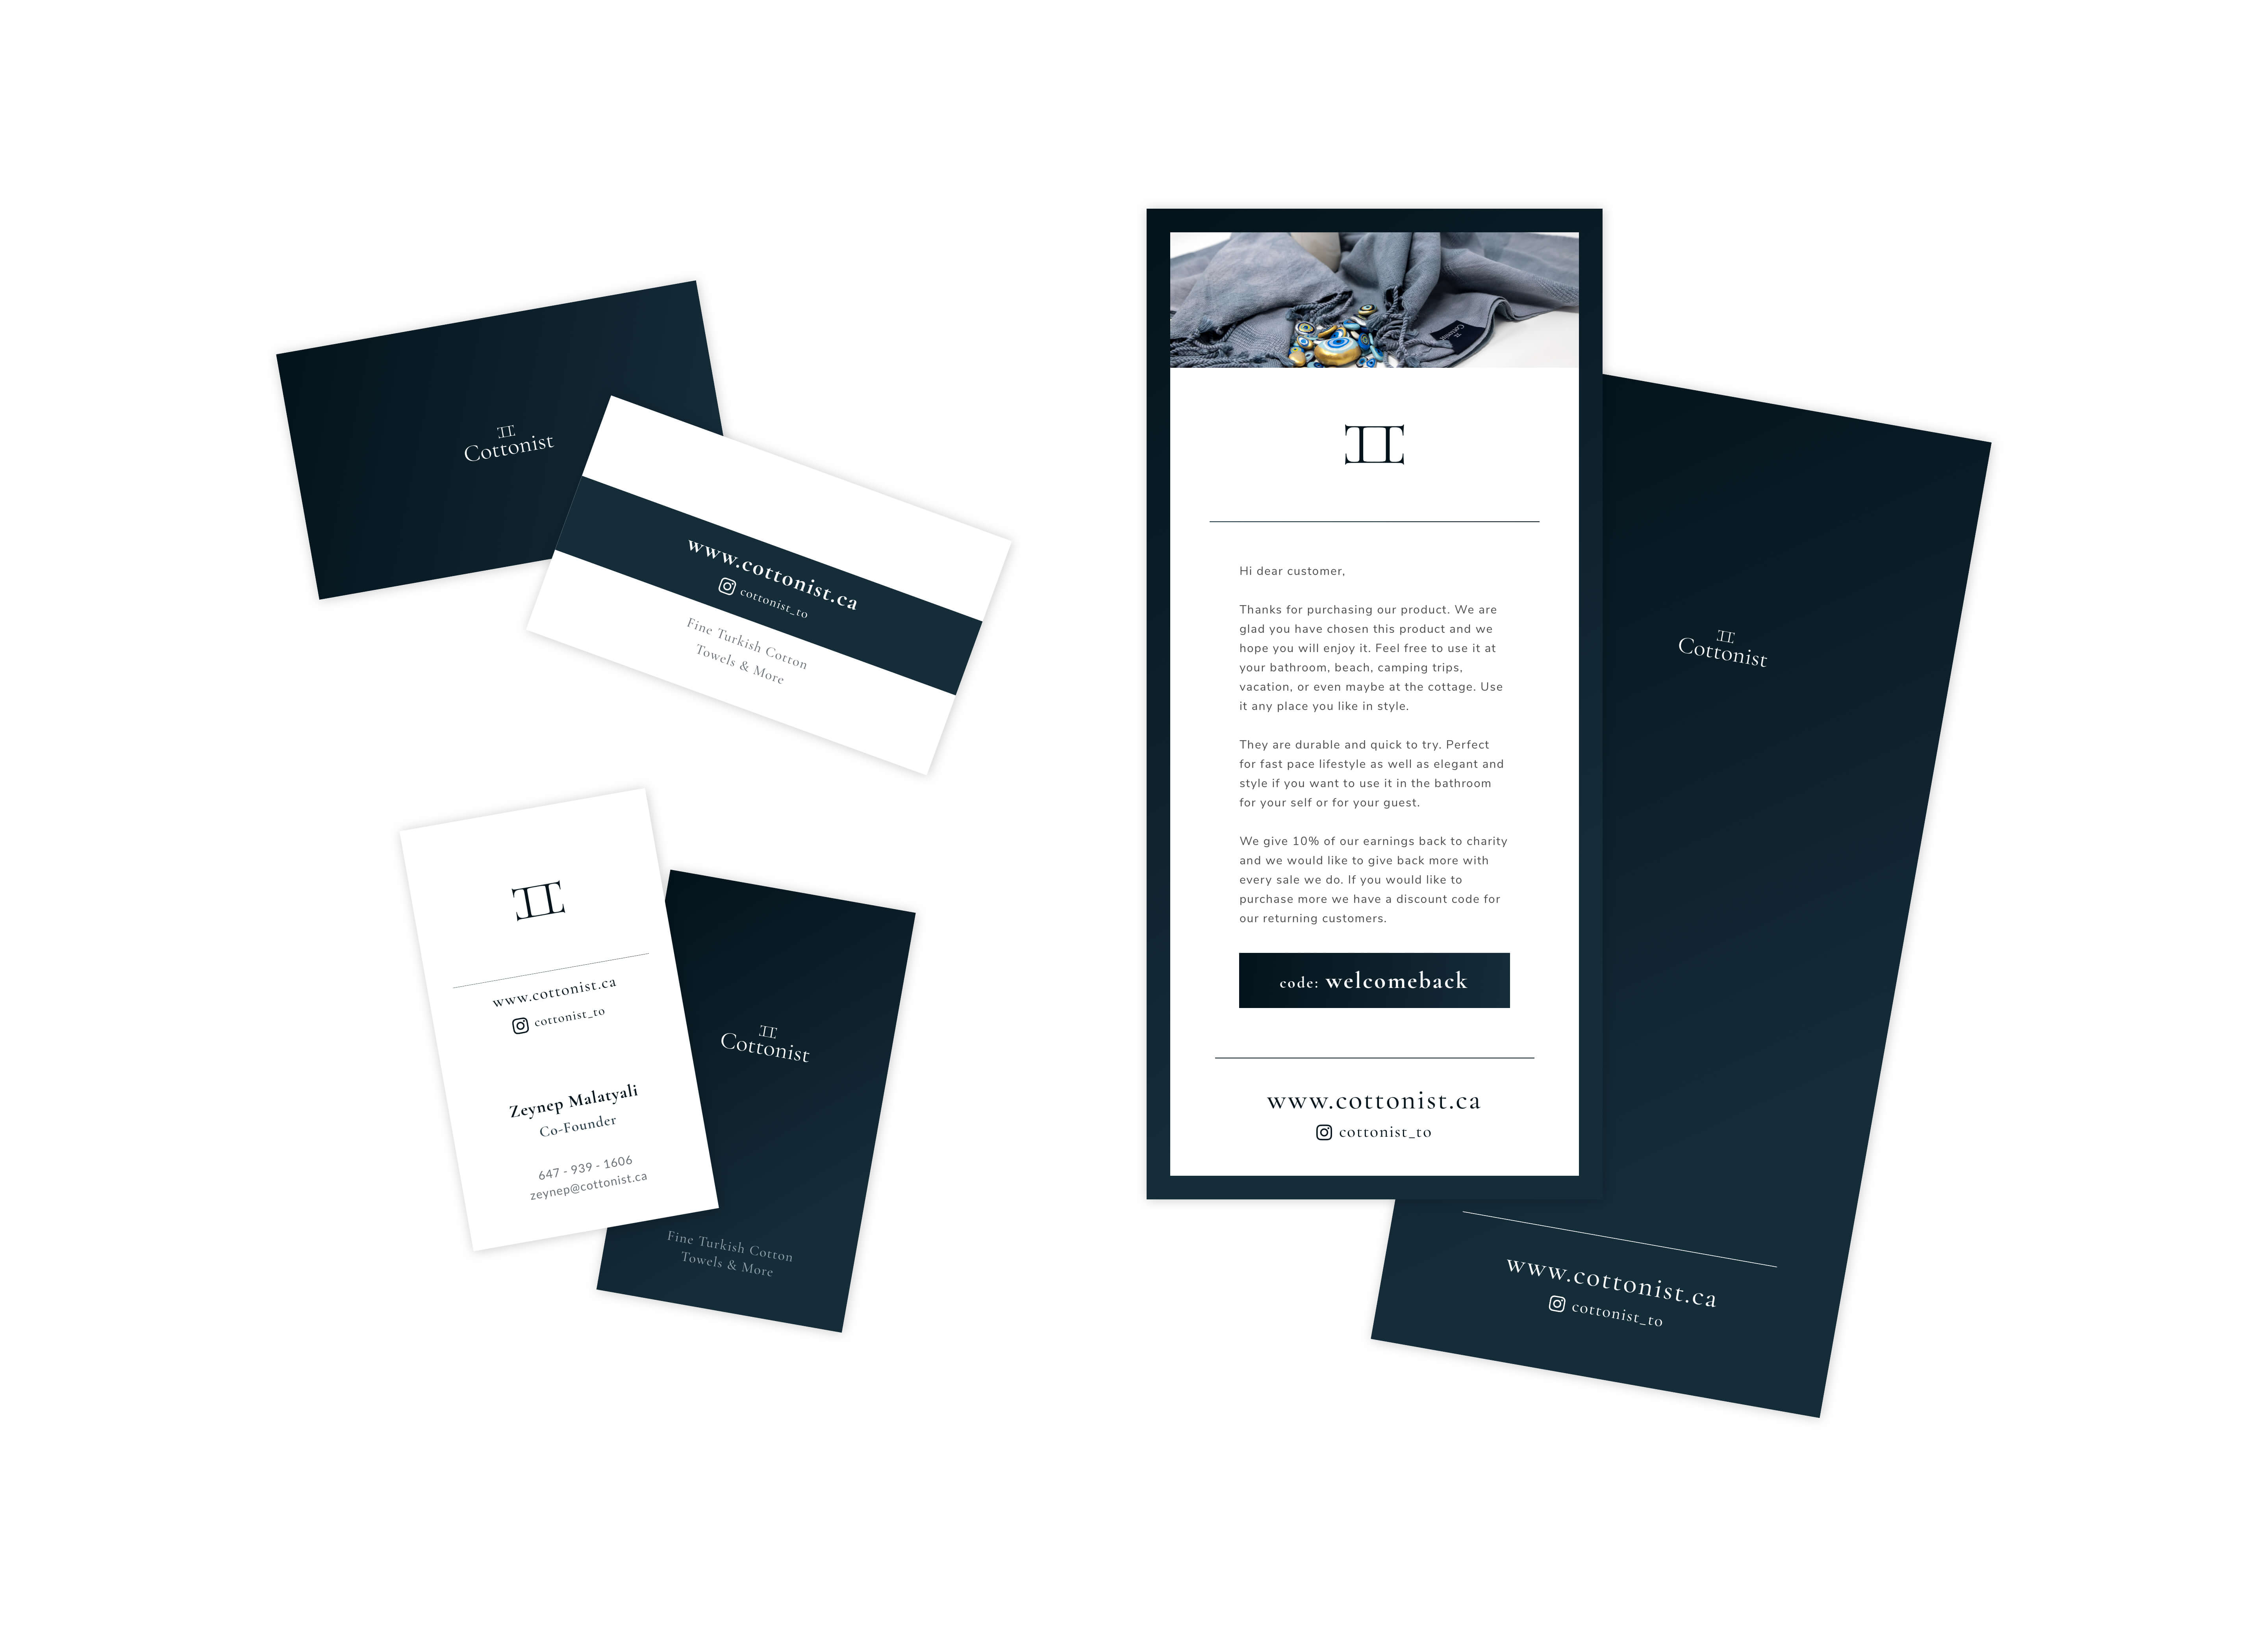 Cottonist
www.cottonist.ca
cottonist_to
Fine Turkish Cotton
Towels & More
www.cottonist.ca
cottonist_to
Zeynep Malatyali
Co-Founder
647 - 939 - 1606
zeynep@cottonist.ca
Cottonist
Fine Turkish Cotton
Towels & More
Cottonist
Hi dear customer,
Thanks for purchasing our product. We are
glad you have chosen this product and we
hope you will enjoy it. Feel free to use it at
your bathroom, beach, camping trips,
vacation, or even maybe at the cottage. Use
it any place you like in style.
They are durable and quick to try. Perfect
for fast pace lifestyle as well as elegant and
style if you want to use it in the bathroom
for your self or for your guest.
We give 10% of our earnings back to charity
and we would like to give back more with
every sale we do. If you would like to
purchase more we have a discount code for
our returning customers.
code: welcomeback
www.cottonist.ca
cottonist_to
Cottonist
www.cottonist.ca
cottonist_to